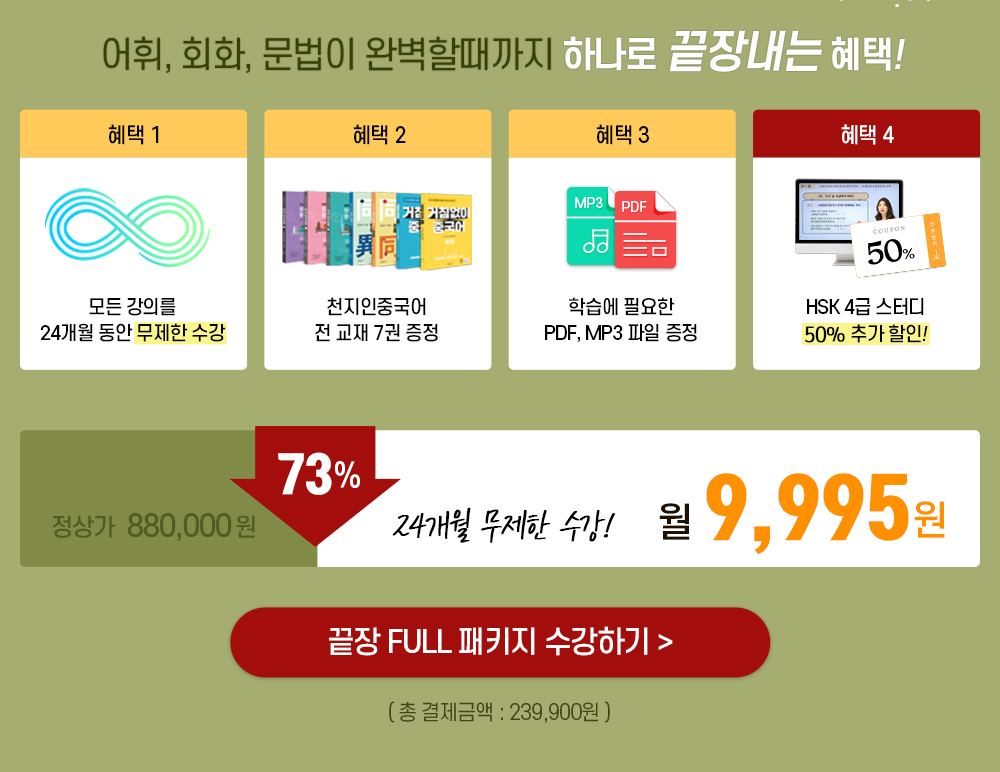 어휘, 회화, 문법이 완벽할때까지 하나로 끝장내는 혜택!
혜택 1
모든 강의를
24개월 동안 무제한 수강
혜택 2
同
異
同
거침없이
중국어
천지인중국어
전 교재 7권 증정
혜택 3
MP3
PDF
학습에 필요한
PDF, MP3 파일 증정
혜택 4
COUPON
50%
HSK 4급 스터디
50% 추가 할인!
정상가 880,000원
73%
24개월 무제한 수강!
월 9,995원
끝장 FULL 패키지 수강하기 >
( 총 결제금액 : 239,900원 )